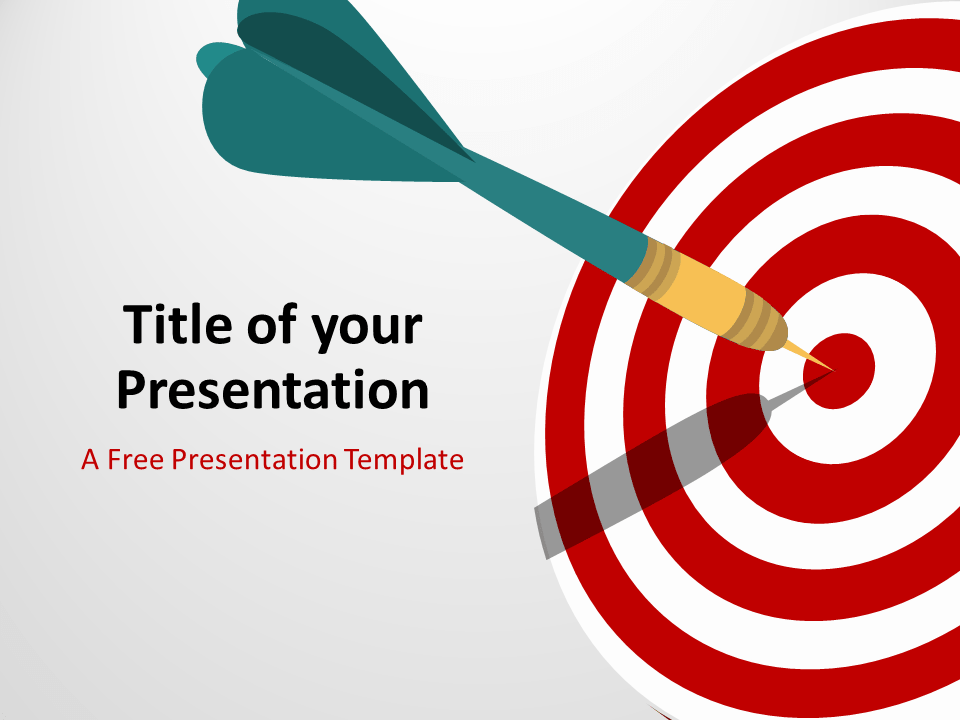 Title of your
Presentation
A Free Presentation Template